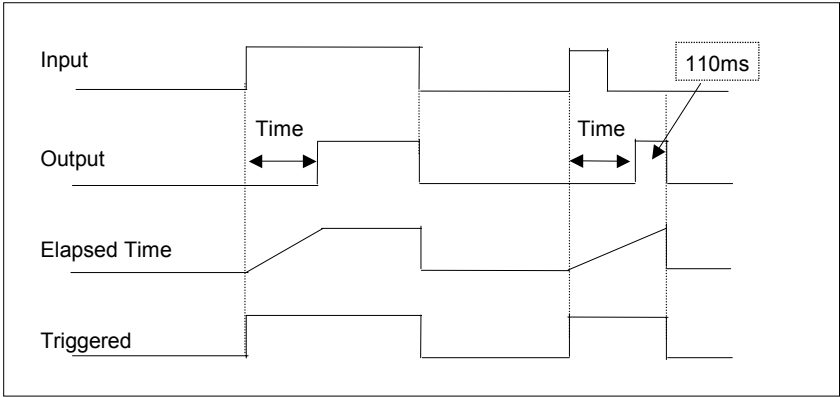 Input
110ms
Time
Time
Output
Elapsed Time
Triggered